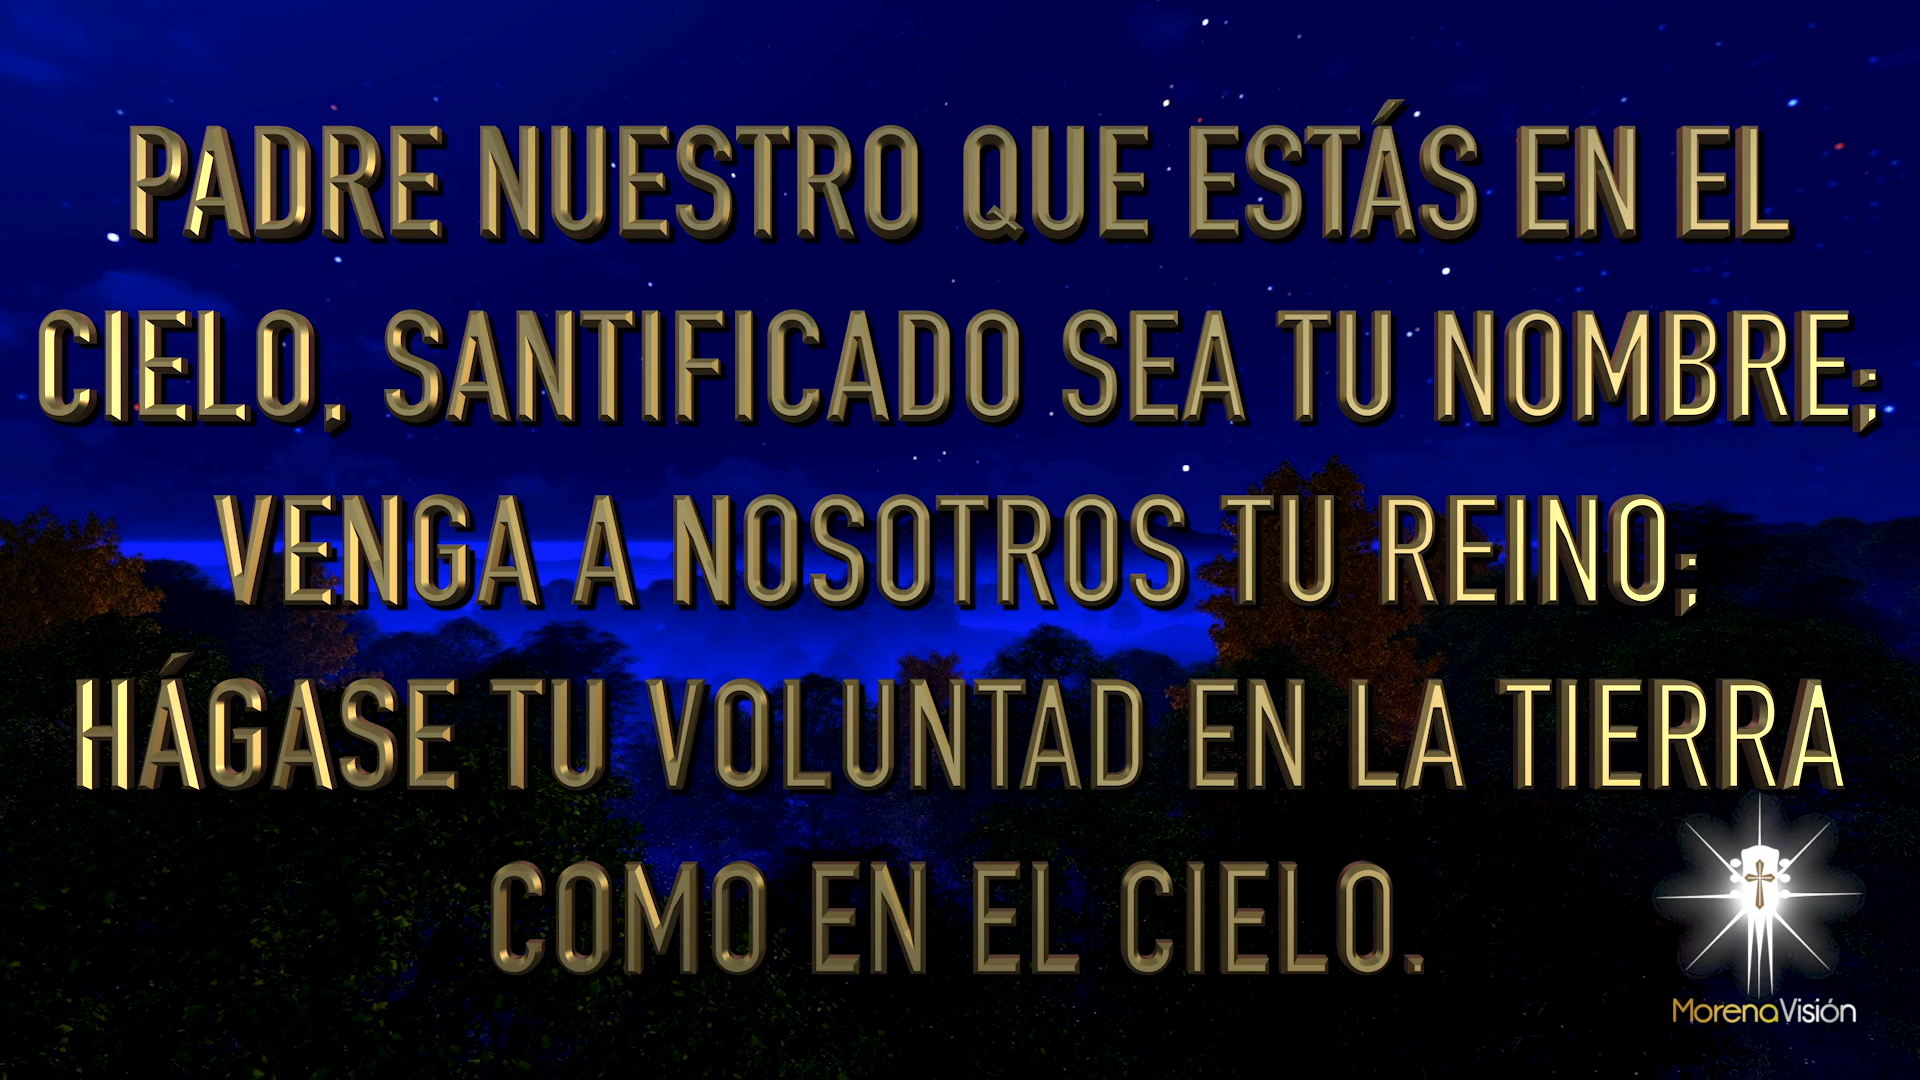 PADRE NUESTRO QUE ESTÁS EN EL
CIELO, SANTIFICADO SEA TU NOMBRE;
VENGA A NOSOTROS TU REINO;
HÁGASE TU VOLUNTAD EN LA TIERRA
COMO EN EL CIELO.
MorenaVisión